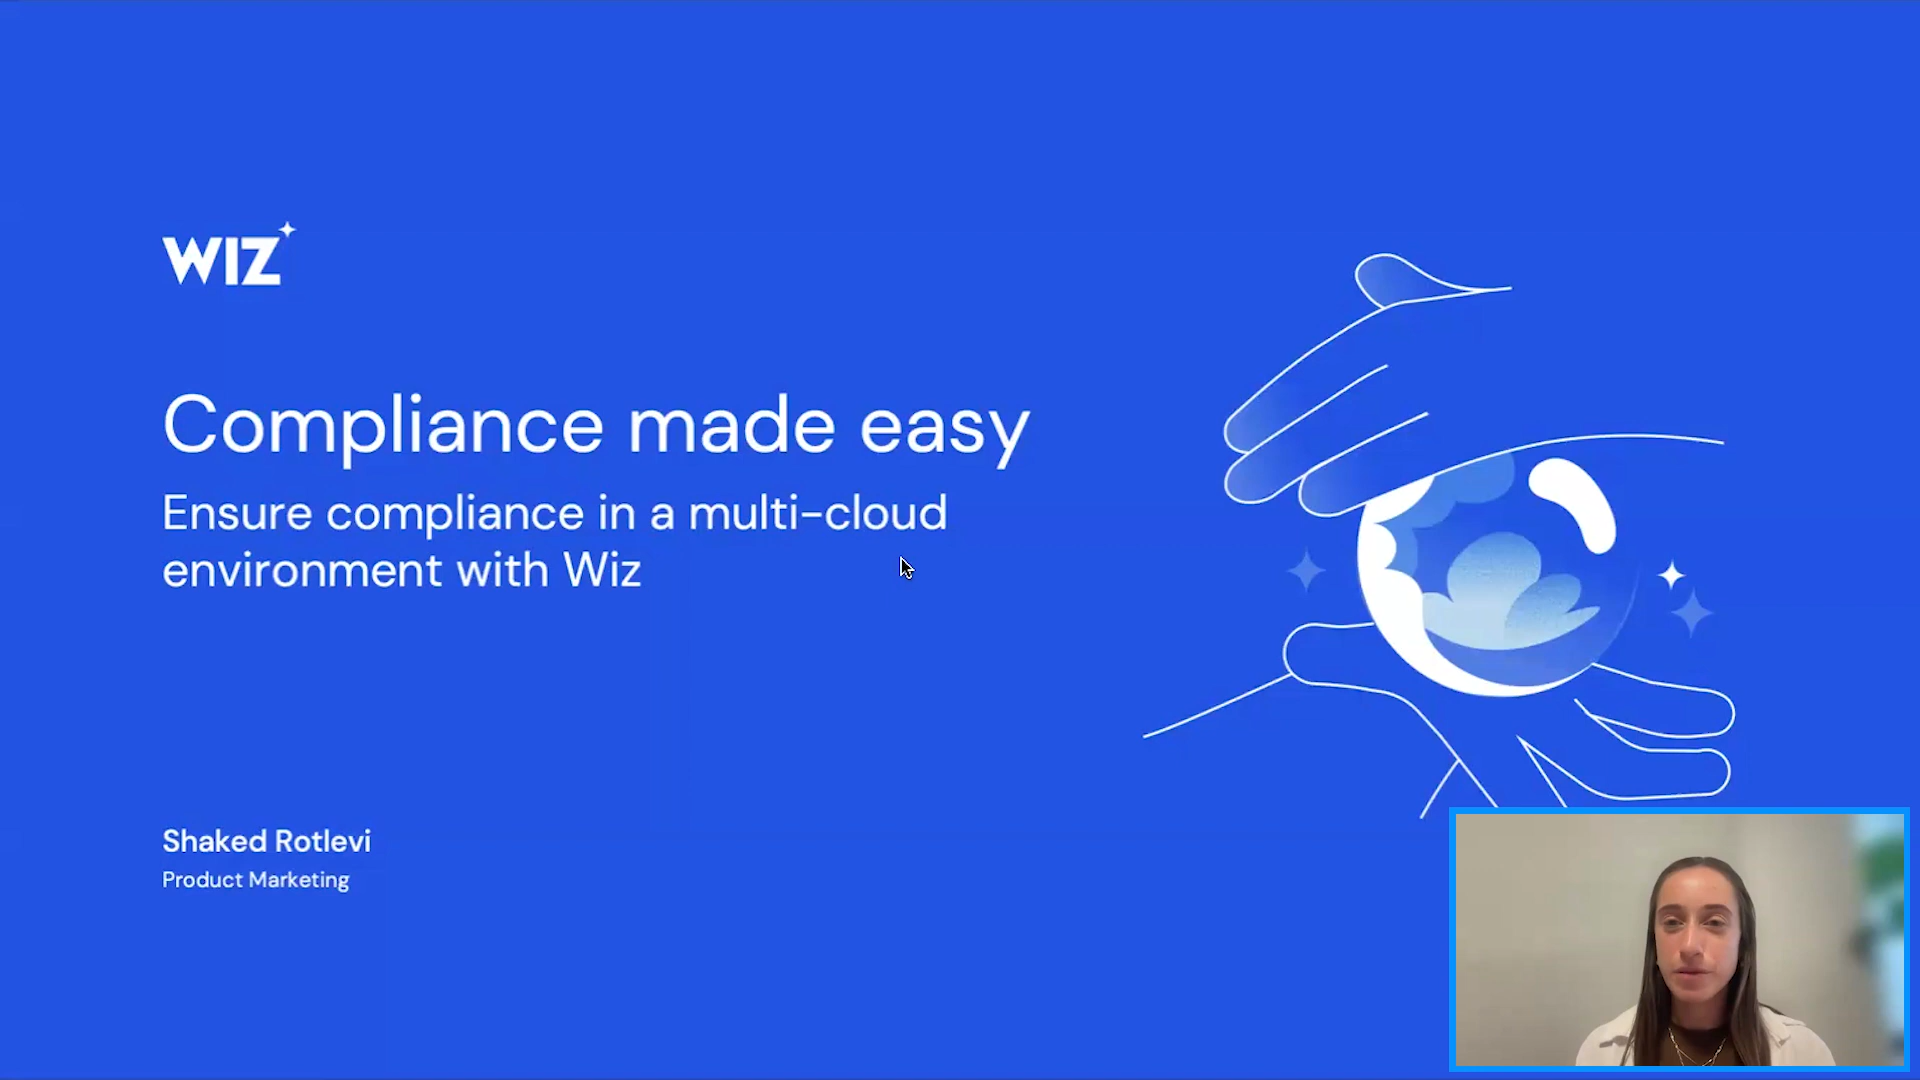 WIZ
Compliance made easy
Ensure compliance in a multi-cloud
environment with Wiz
Shaked Rotlevi
Product Marketing